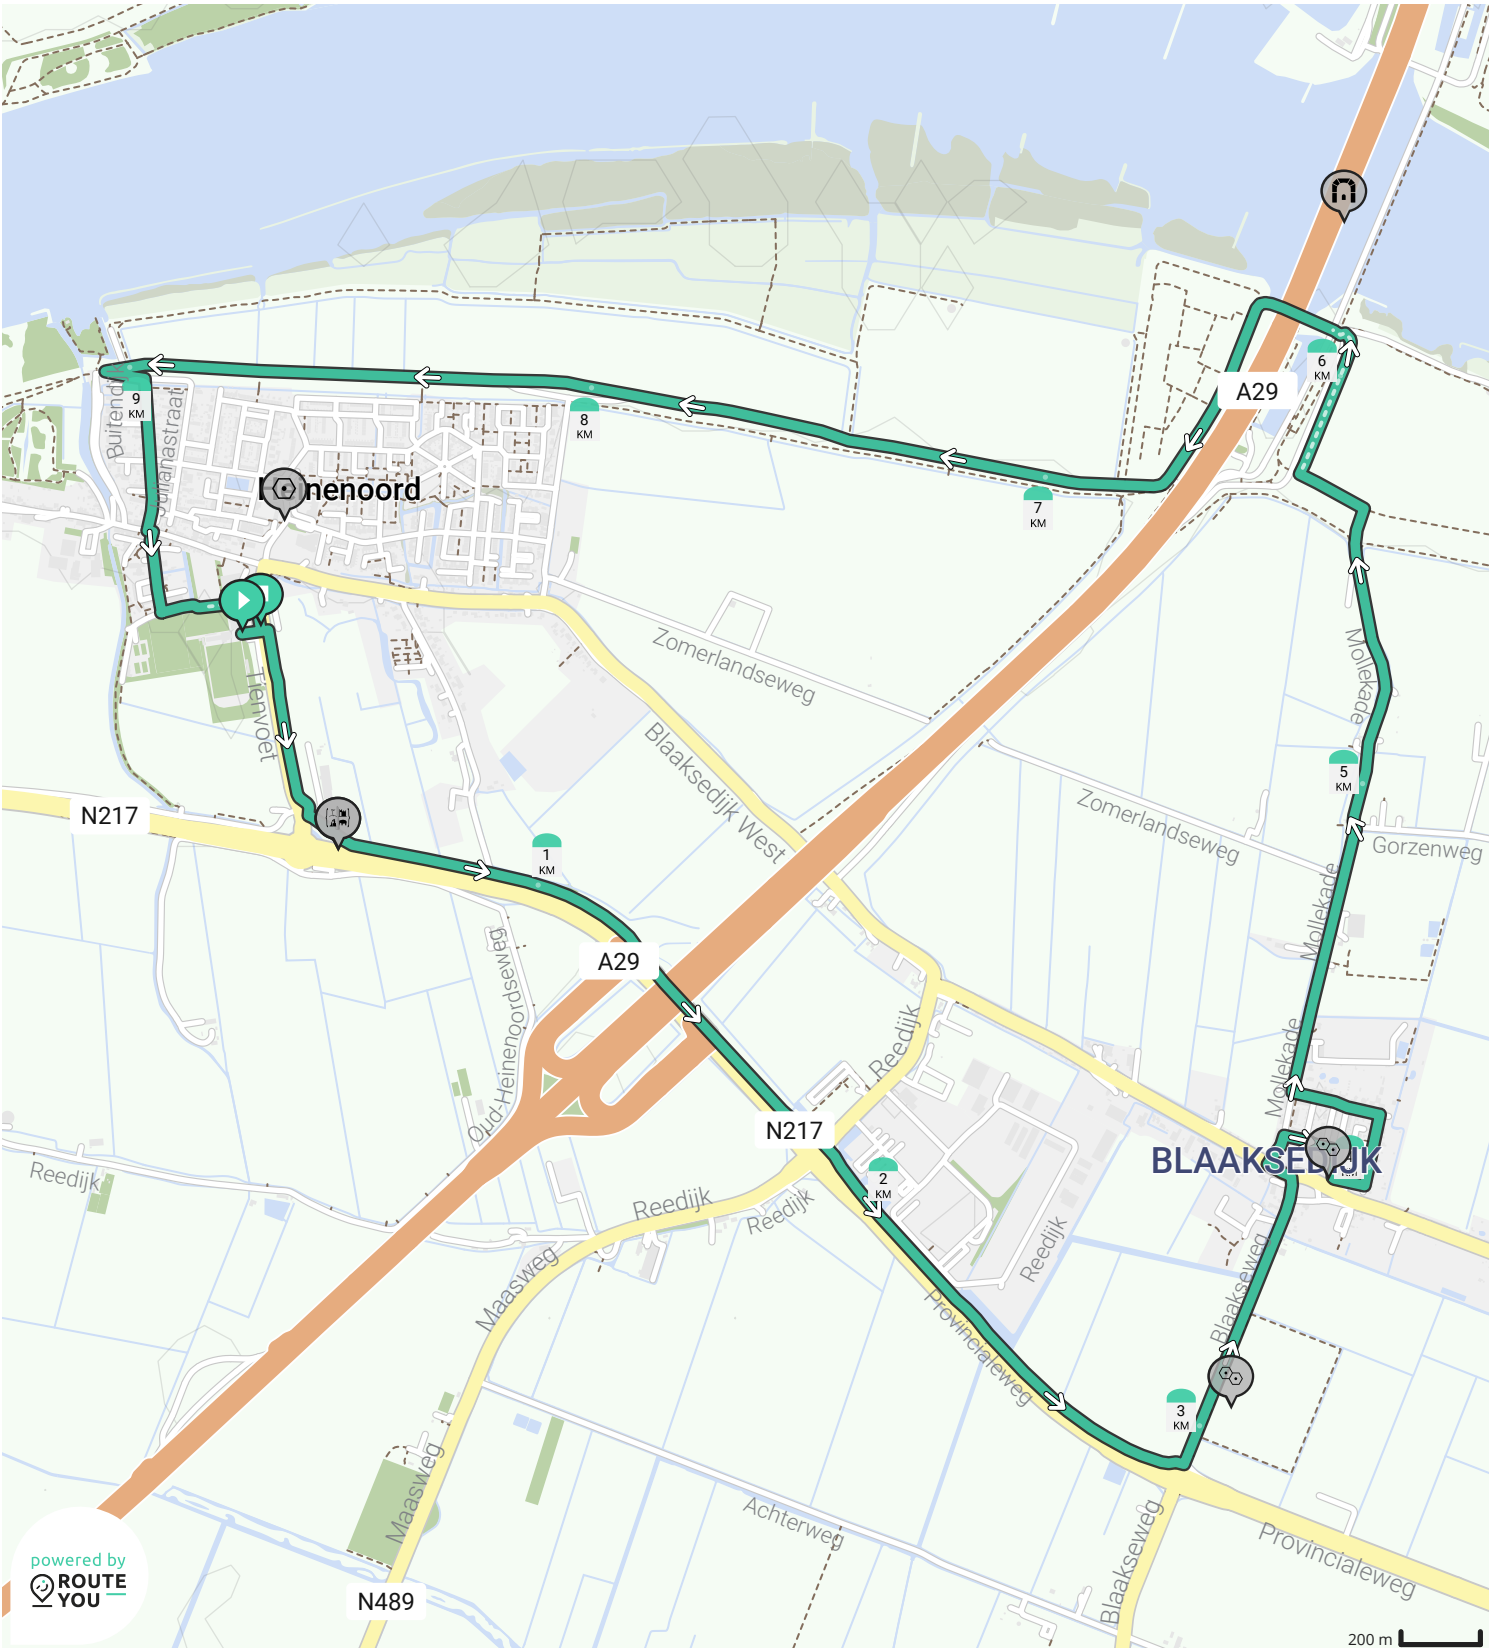 6
KM
A29
Buitendijk
Julianastraat
9
KM
8
KM
7
KM
Zomerlandseweg
Mollekade
Tienvoet
Blaaksedijk West
5
KM
N217
Zomerlandseweg
Gorzenweg
1
KM
Mollekade
A29
Oud-Heinenoordseweg
Reedijk
Mollekade
N217
BLAAKSEDIJK
Reedijk
2
KM
Reedijk
Reedijk
Reedijk
Maasweg
Blaakseweg
Provincialeweg
3
KM
Maasweg
Achterweg
Blaakseweg
Provincialeweg
powered by
ROUTE
YOU
N489
200 m